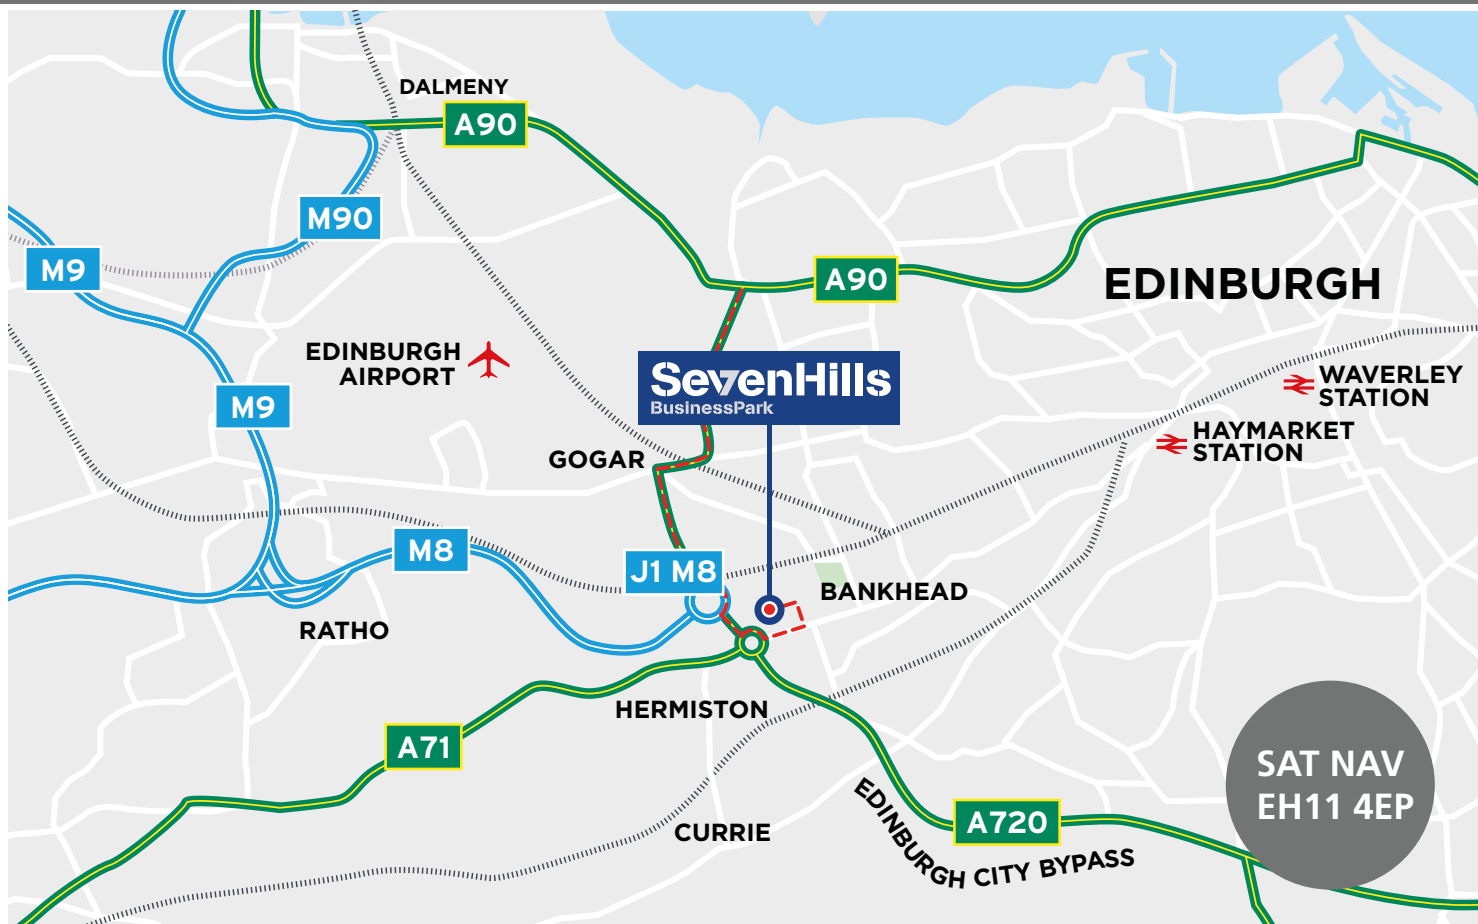 DALMENY
A90
M90
M9
A90
EDINBURGH
EDINBURGH
AIRPORT
SevenHills
BusinessPark
WAVERLEY
STATION
M9
HAYMARKET
STATION
GOGAR
M8
J1 M8
BANKHEAD
RATHO
HERMISTON
A71
SAT NAV
EH11 4EP
A720
CURRIE
EDINBURGH CITY BYPASS